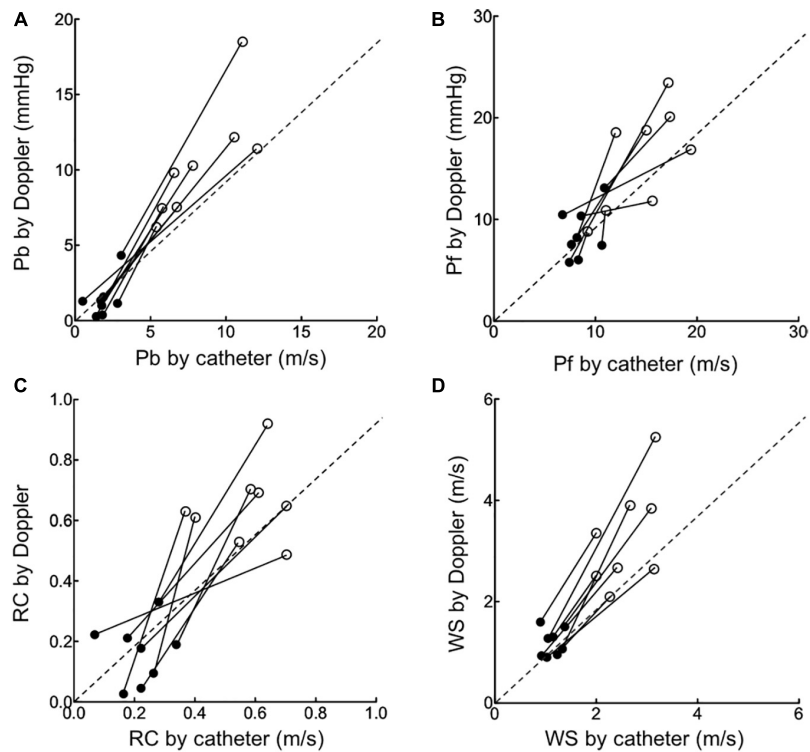 A
Pb by Doppler (mmHg)
20
15
10
5
0
0 5 10 15 20
Pb by catheter (m/s)
B
Pf by Doppler (mmHg)
30
20
10
0
0 10 20 30
Pf by catheter (m/s)
C
RC by Doppler
1.0
0.8
0.6
0.4
0.2
0.0
0.0 0.2 0.4 0.6 0.8 1.0
RC by catheter (m/s)
D
WS by Doppler (m/s)
6
4
2
0
0 2 4 6
WS by catheter (m/s)